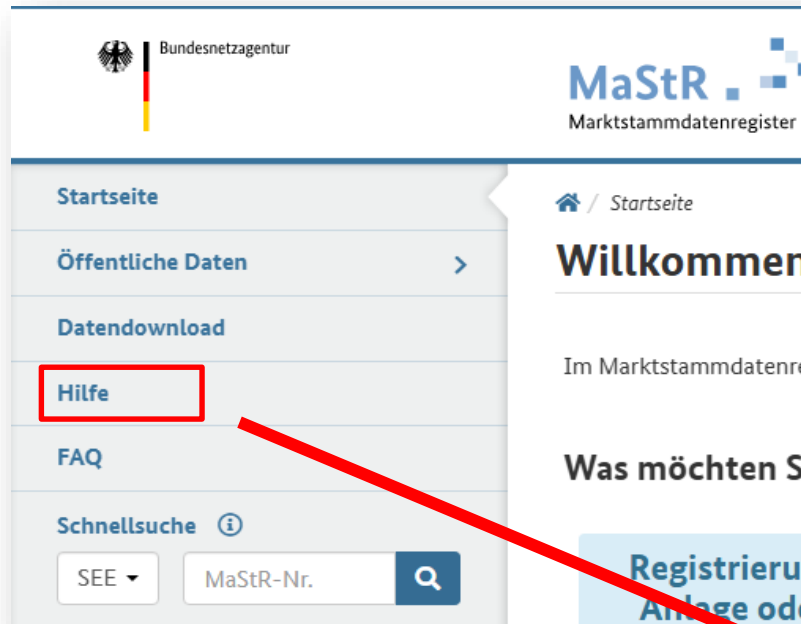 Bundesnetzagentur
MaStR
Marktstammdatenregister
Startseite
Öffentliche Daten
Datendownload
Hilfe
FAQ
Schnellsuche
SEE
MaStR-Nr.
Startseite
Willkommen
Im Marktstammdatenre
Was möchten S
Registrieru
Anlage ode